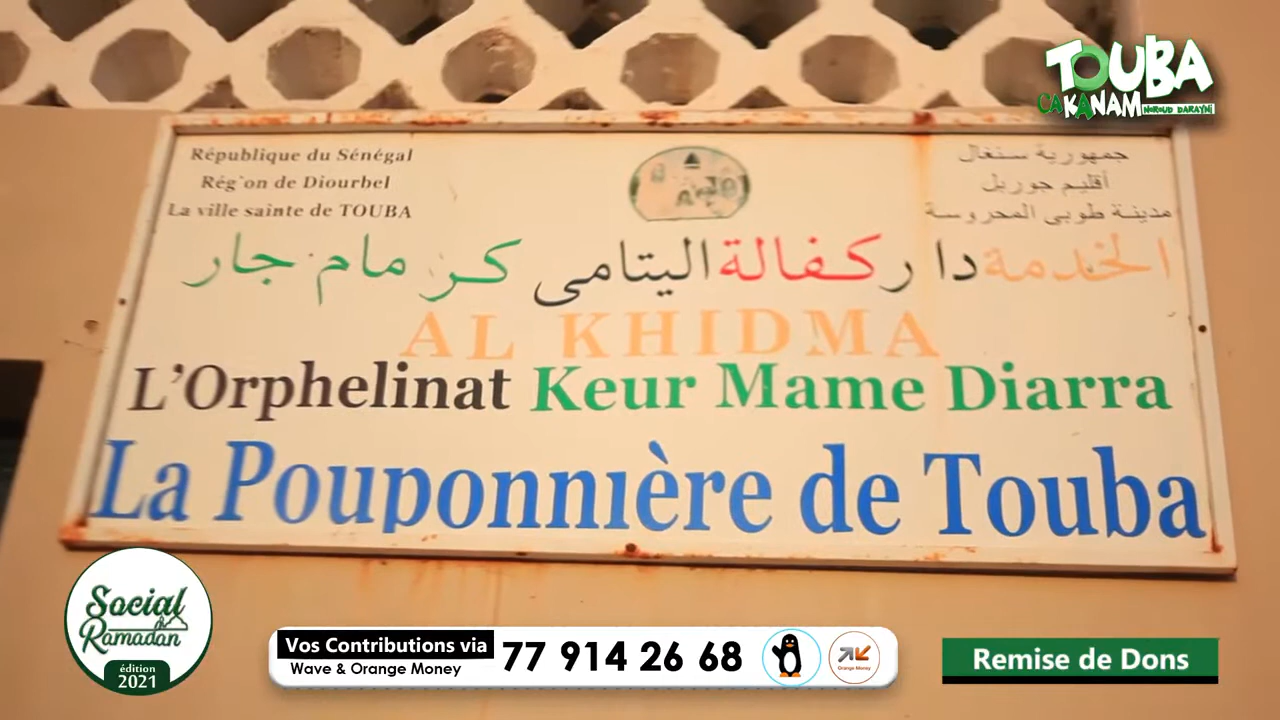 TOUBA
CA KANAM
NOROUD DARAYNI
République du Sénégal
Rég'on de Diourbel
La ville sainte de TOUBA
جمهورية سنغال
أقليم جوربل
مدينة طوبى المحروسة
الخدمة دار كفالة اليتامى كر مام جار
AL KHIDMA
L'Orphelinat Keur Mame Diarra
La Pouponnière de Touba
Social
Ramadan
édition
2021
Vos Contributions via
Wave & Orange Money
77 914 26 68
Orange Money
Remise de Dons